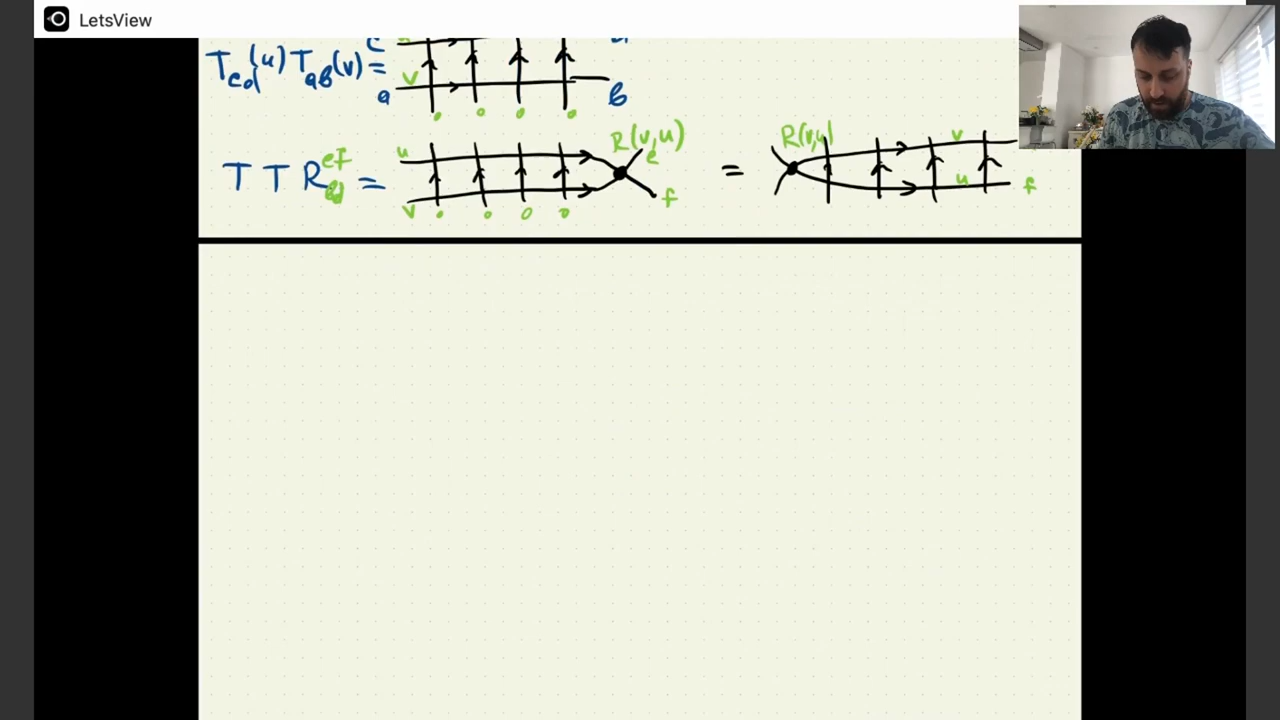 LetsView
T_cd(u) T_ab(v) =
v
a
b
o o o o
u R(v,u) R(v,u) v
T T R^ef = e = u
v o o o o f f